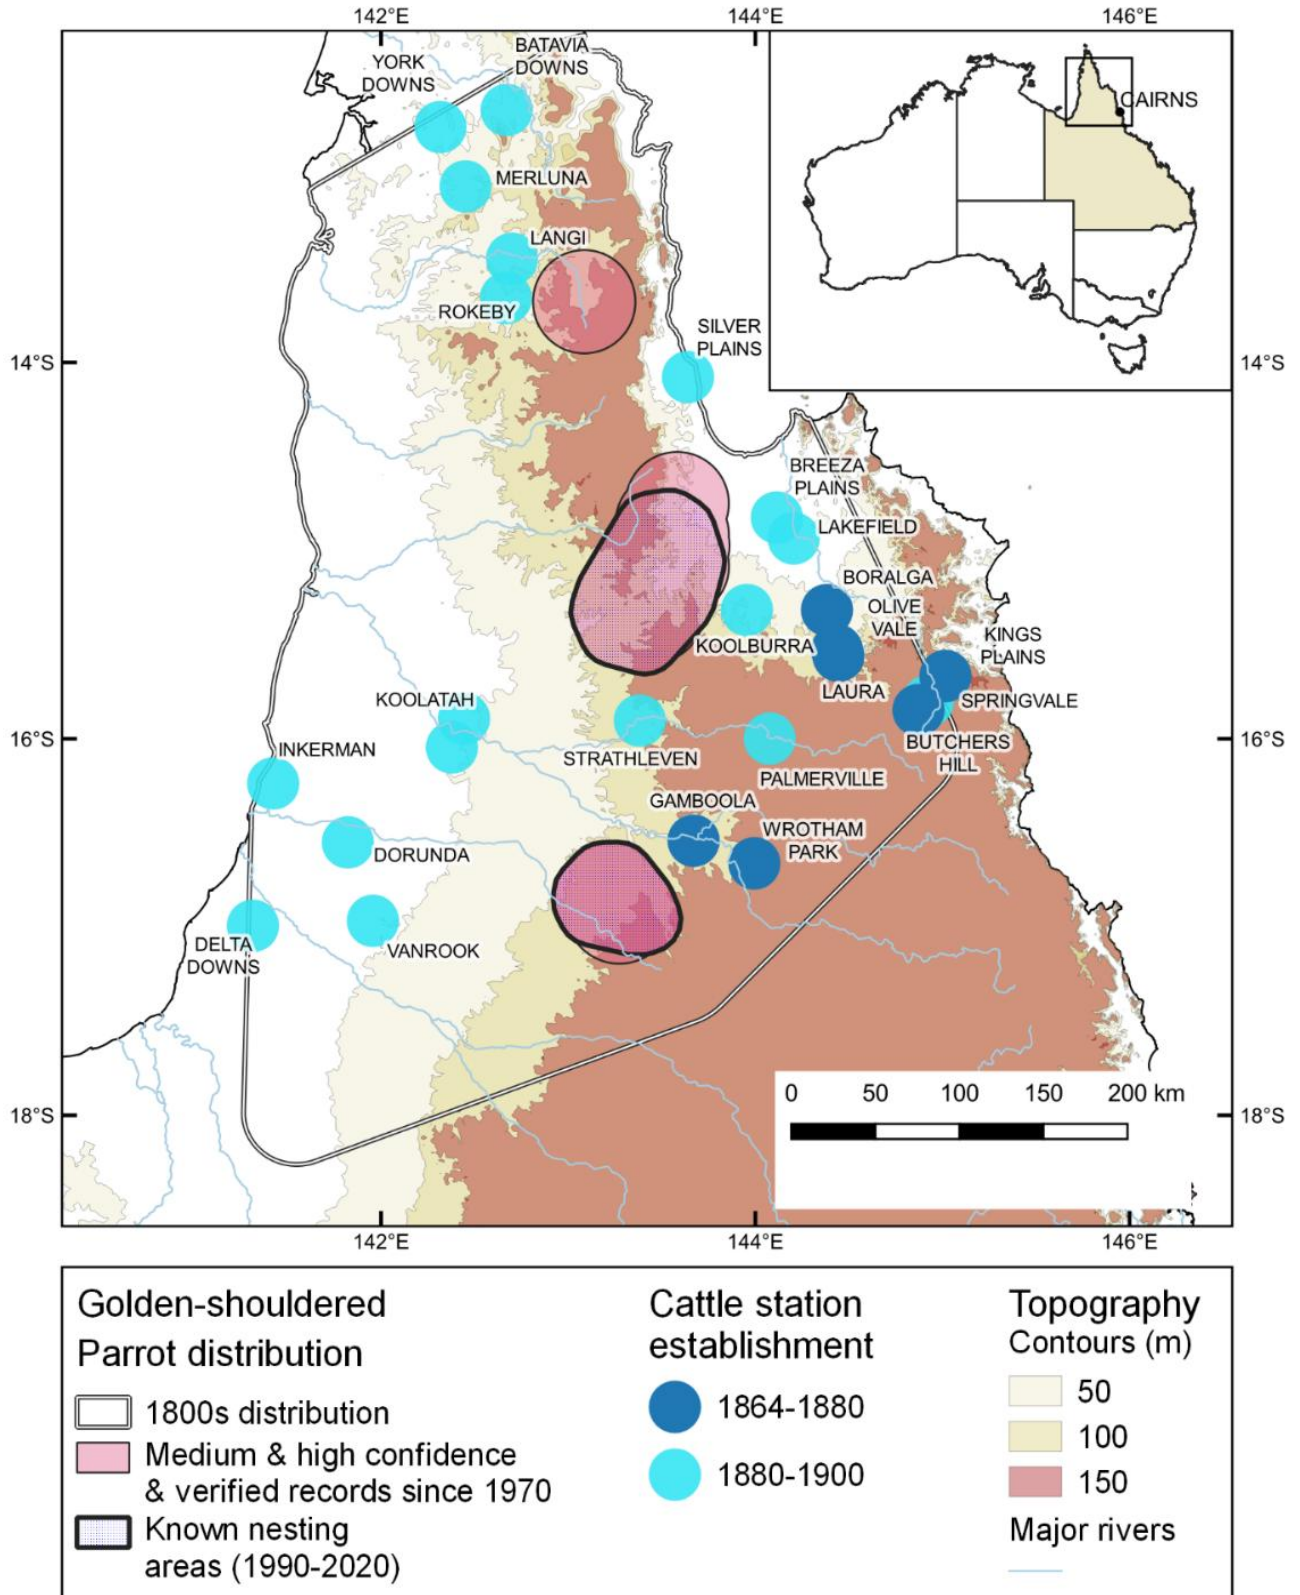 142°E
144°E
146°E
BATAVIA
DOWNS
YORK
DOWNS
CAIRNS
MERLUNA
LANGI
ROKEBY
SILVER
PLAINS
14°S
14°S
BREEZA
PLAINS
LAKEFIELD
BORALGA
OLIVE
VALE
KINGS
PLAINS
KOOLBURRA
LAURA
SPRINGVALE
KOOLATAH
BUTCHERS
HILL
INKERMAN
STRATHLEVEN
PALMERVILLE
16°S
GAMBOOLA
WROTHAM
PARK
DORUNDA
DELTA
DOWNS
VANROOK
0 50 100 150 200 km
18°S
18°S
142°E
144°E
146°E
Golden-shouldered
Parrot distribution
1800s distribution
Medium & high confidence
& verified records since 1970
Known nesting
areas (1990-2020)
Cattle station
establishment
1864-1880
1880-1900
Topography
Contours (m)
50
100
150
Major rivers
16°S